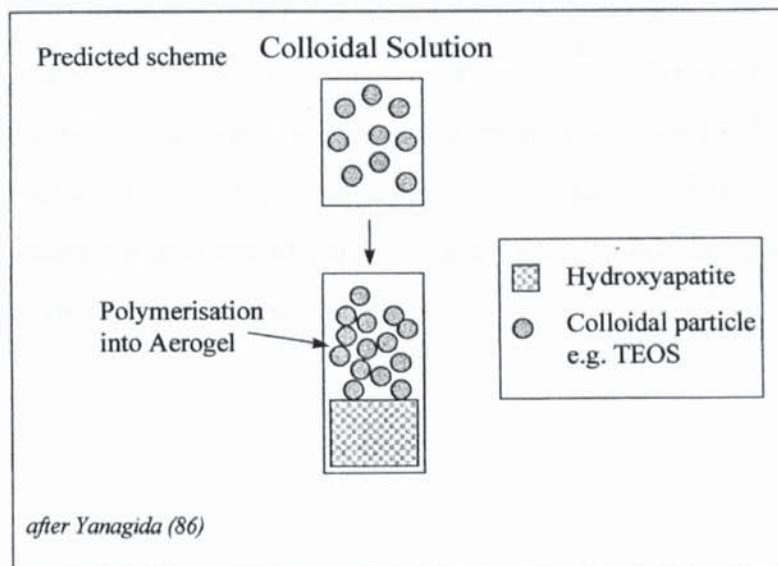 Predicted scheme
Colloidal Solution
Polymerisation
into Aerogel
Hydroxyapatite
Colloidal particle
e.g. TEOS
after Yanagida (86)